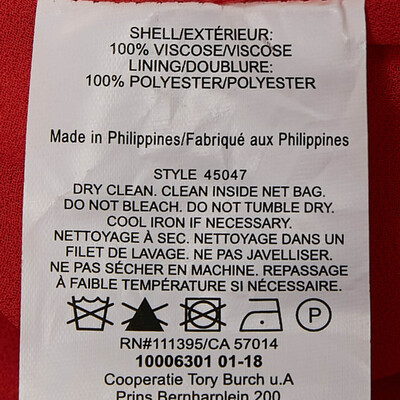 SHELL/EXTÉRIEUR:
100% VISCOSE/VISCOSE
LINING/DOUBLURE:
100% POLYESTER/POLYESTER
Made in Philippines/Fabriqué aux Philippines
STYLE 45047
DRY CLEAN. CLEAN INSIDE NET BAG.
DO NOT BLEACH. DO NOT TUMBLE DRY.
COOL IRON IF NECESSARY.
NETTOYAGE À SEC. NETTOYAGE DANS UN
FILET DE LAVAGE. NE PAS JAVELLISER.
NE PAS SÉCHER EN MACHINE. REPASSAGE
À FAIBLE TEMPÉRATURE SI NÉCESSAIRE.
P
RN#111395/CA 57014
10006301 01-18
Cooperatie Tory Burch u.A
Prins Bernharplein 200